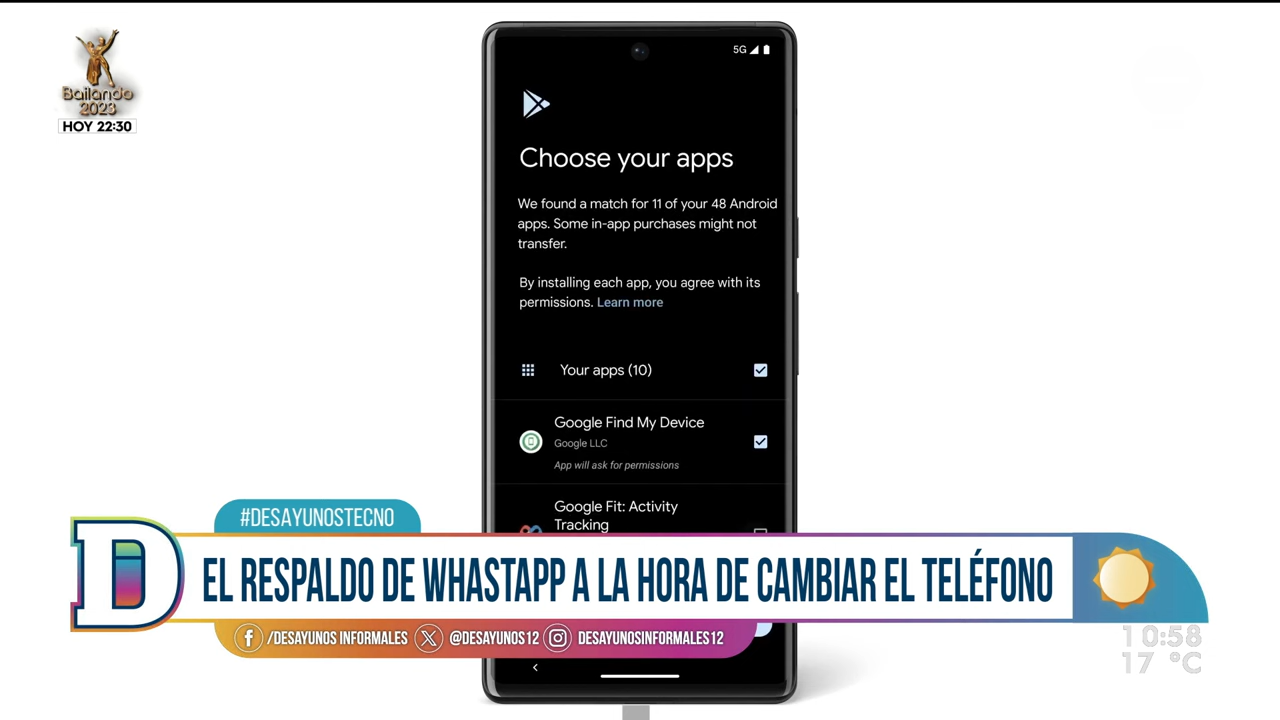 Bailando
2023
HOY 22:30
5G
Choose your apps
We found a match for 11 of your 48 Android
apps. Some in-app purchases might not
transfer.
By installing each app, you agree with its
permissions. Learn more
Your apps (10)
Google Find My Device
Google LLC
App will ask for permissions
Google Fit: Activity
Tracking
#DESAYUNOSTECNO
D
EL RESPALDO DE WHASTAPP A LA HORA DE CAMBIAR EL TELÉFONO
/DESAYUNOS INFORMALES @DESAYUNOS12 DESAYUNOSINFORMALES12
10:58
17 °C